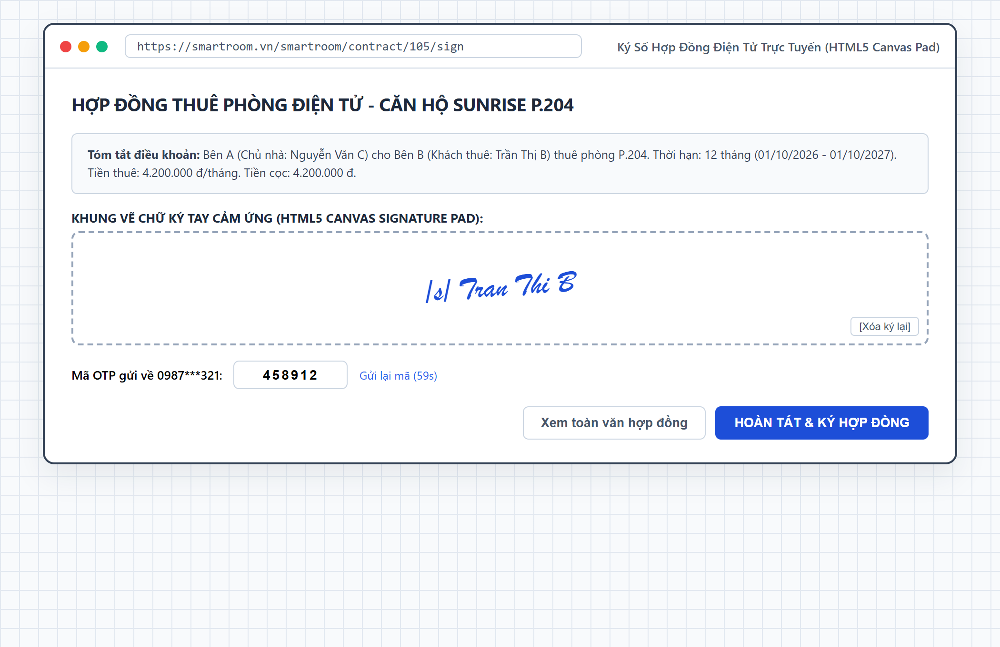 https://smartroom.vn/smartroom/contract/105/sign
Ký Số Hợp Đồng Điện Tử Trực Tuyến (HTML5 Canvas Pad)
HỢP ĐỒNG THUÊ PHÒNG ĐIỆN TỬ - CĂN HỘ SUNRISE P.204
Tóm tắt điều khoản: Bên A (Chủ nhà: Nguyễn Văn C) cho Bên B (Khách thuê: Trần Thị B) thuê phòng P.204. Thời hạn: 12 tháng (01/10/2026 - 01/10/2027).
Tiền thuê: 4.200.000 đ/tháng. Tiền cọc: 4.200.000 đ.
KHUNG VẼ CHỮ KÝ TAY CẢM ỨNG (HTML5 CANVAS SIGNATURE PAD):
|s| Tran Thi B
[Xóa ký lại]
Mã OTP gửi về 0987***321:
458912
Gửi lại mã (59s)
Xem toàn văn hợp đồng
HOÀN TẤT & KÝ HỢP ĐỒNG